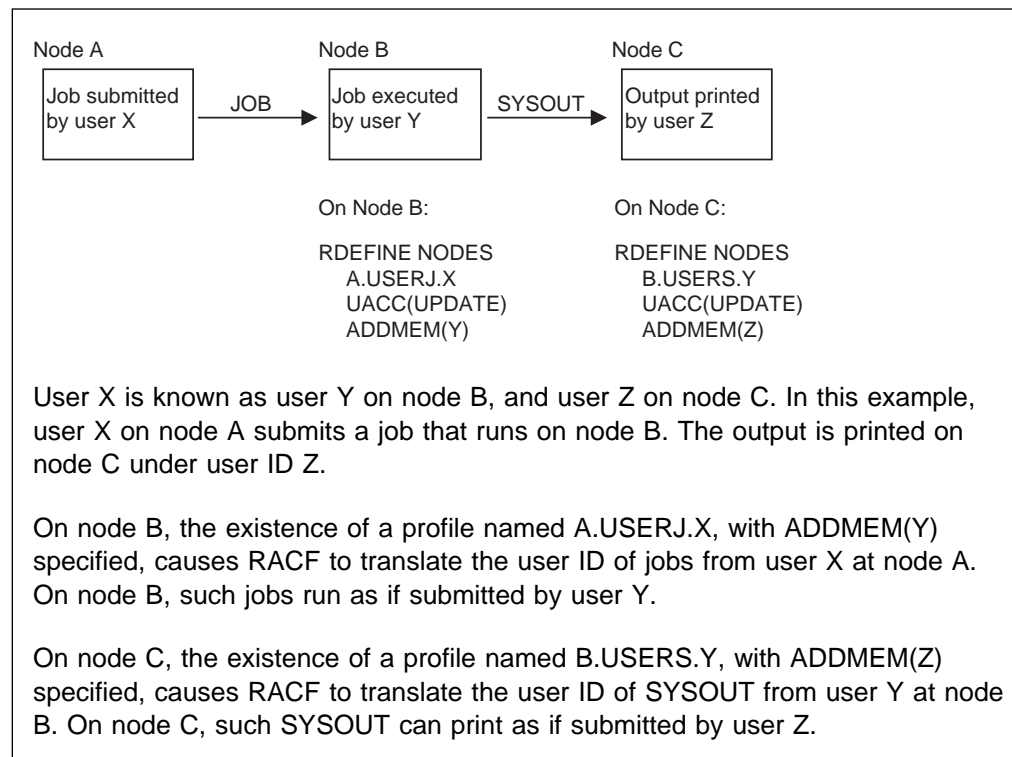 Node A
Node B
Node C
Job submitted
by user X
JOB
Job executed
by user Y
SYSOUT
Output printed
by user Z
On Node B:
RDEFINE NODES
A.USERJ.X
UACC(UPDATE)
ADDMEM(Y)
On Node C:
RDEFINE NODES
B.USERS.Y
UACC(UPDATE)
ADDMEM(Z)
User X is known as user Y on node B, and user Z on node C. In this example,
user X on node A submits a job that runs on node B. The output is printed on
node C under user ID Z.
On node B, the existence of a profile named A.USERJ.X, with ADDMEM(Y)
specified, causes RACF to translate the user ID of jobs from user X at node A.
On node B, such jobs run as if submitted by user Y.
On node C, the existence of a profile named B.USERS.Y, with ADDMEM(Z)
specified, causes RACF to translate the user ID of SYSOUT from user Y at node
B. On node C, such SYSOUT can print as if submitted by user Z.